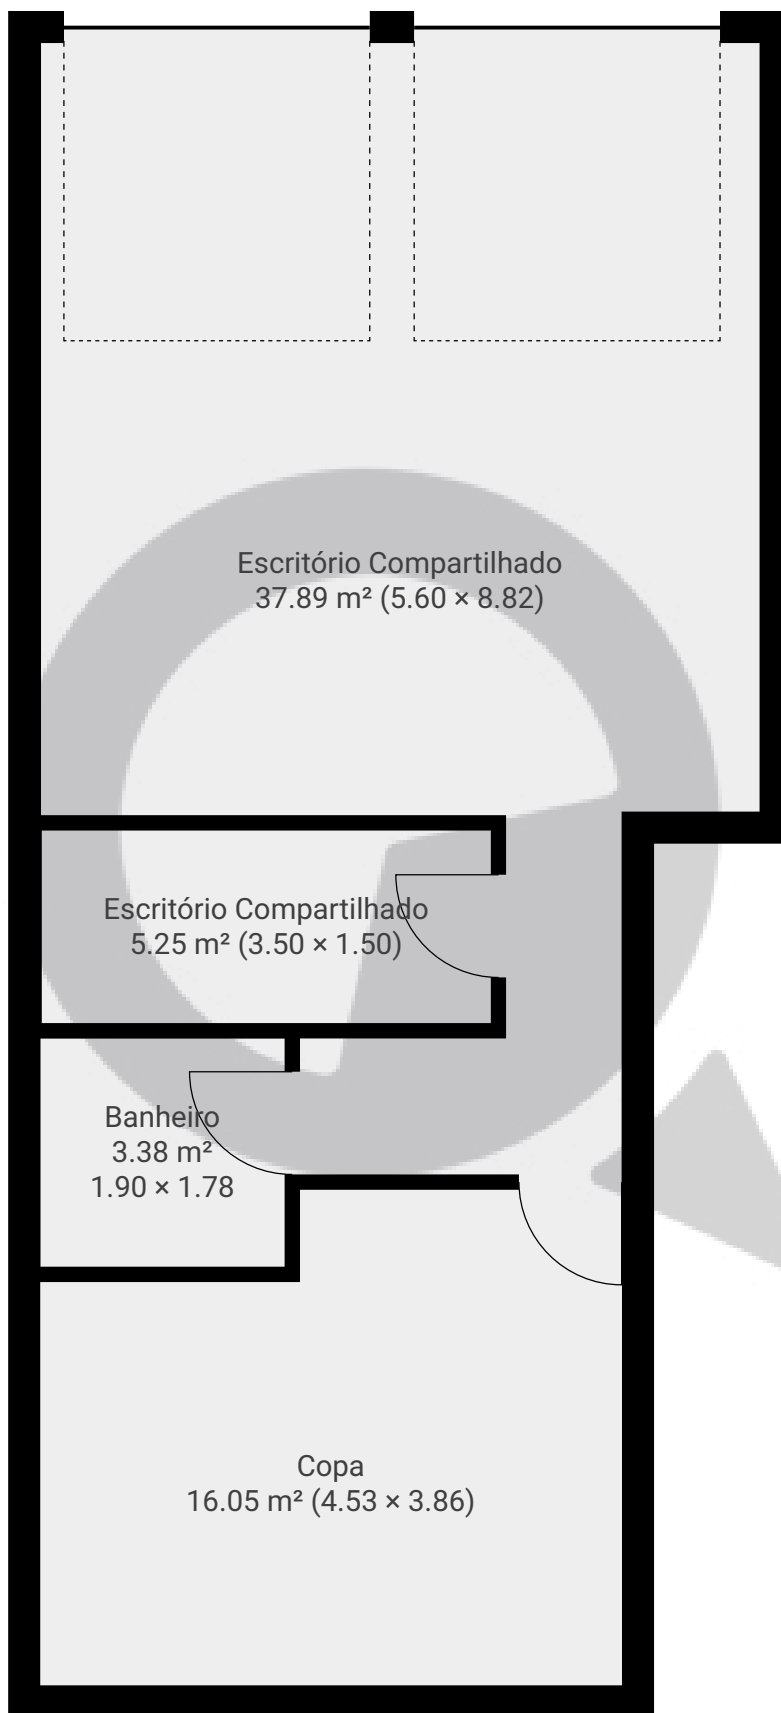 Escritório Compartilhado
37.89 m² (5.60 × 8.82)
Escritório Compartilhado
5.25 m² (3.50 × 1.50)
Banheiro
3.38 m²
1.90 × 1.78
Copa
16.05 m² (4.53 × 3.86)